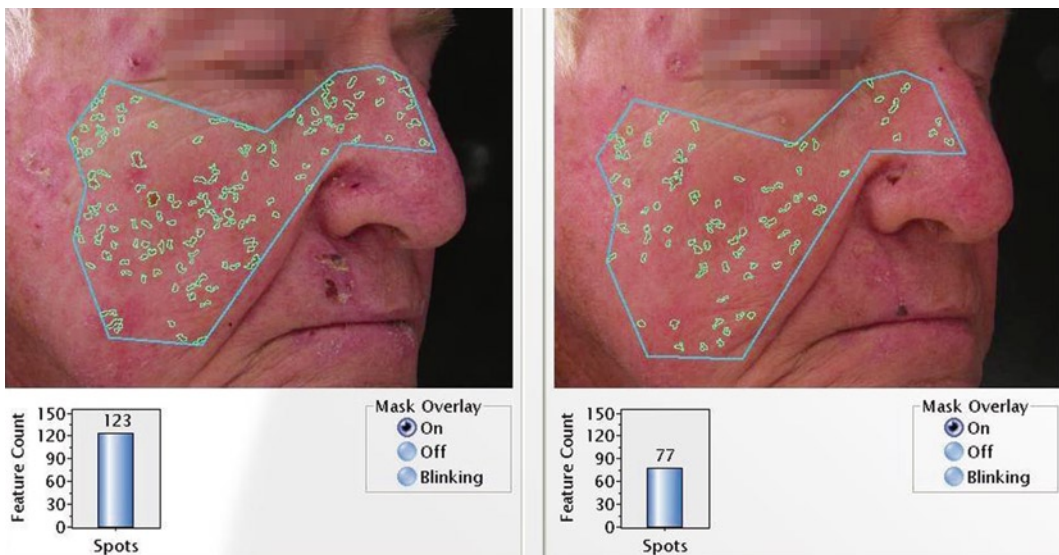 150
120
90
60
30
0
Feature Count
123
Spots
Mask Overlay
On
Off
Blinking
150
120
90
60
30
0
Feature Count
77
Spots
Mask Overlay
On
Off
Blinking